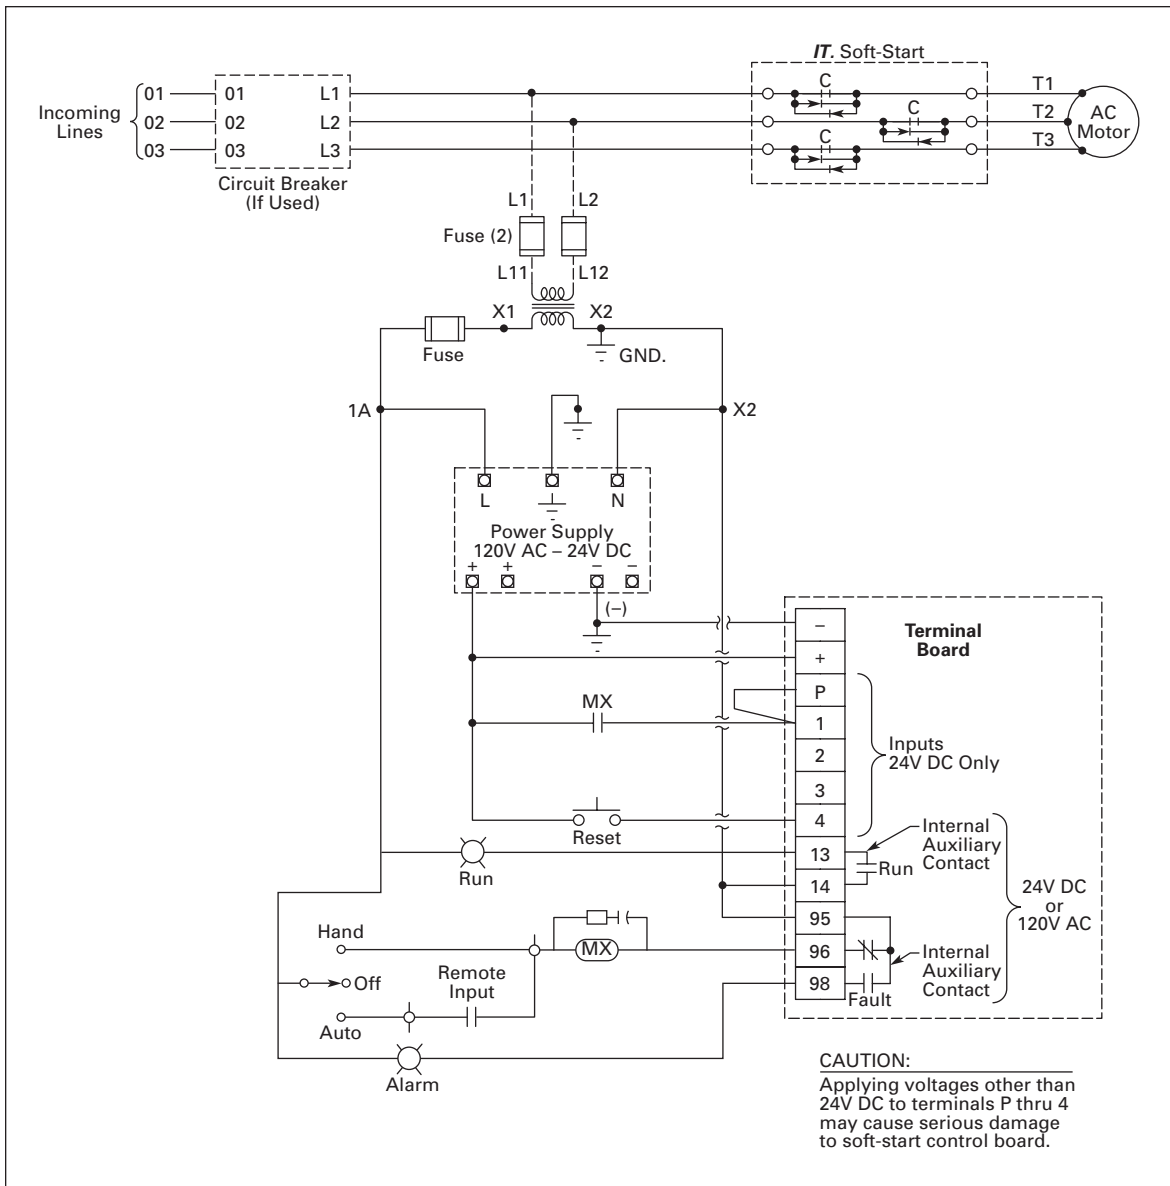 IT. Soft-Start
Incoming
Lines
01
02
03
01
02
03
L1
L2
L3
Circuit Breaker
(If Used)
C
C
C
T1
T2
T3
AC
Motor
L1
L2
Fuse (2)
L11
L12
X1
X2
Fuse
GND.
1A
X2
L
N
Power Supply
120V AC – 24V DC
+
+
–
–
(–)
Terminal
Board
–
+
P
1
2
3
4
13
14
95
96
98
MX
Inputs
24V DC Only
Reset
Internal
Auxiliary
Contact
Run
Run
24V DC
or
120V AC
Hand
MX
Off
Remote
Input
Internal
Auxiliary
Contact
Fault
Auto
Alarm
CAUTION:
Applying voltages other than
24V DC to terminals P thru 4
may cause serious damage
to soft-start control board.